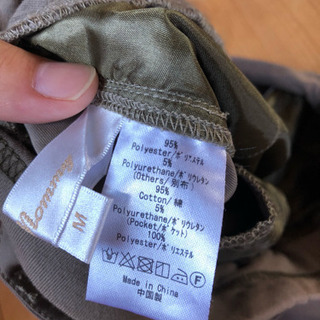 95%
Polyester/ポリエステル
5%
Polyurethane/ポリウレタン
(Others/別布)
95%
Cotton/綿
5%
Polyurethane/ポリウレタン
(Pocket/ポケット)
100%
Polyester/ポリエステル
Made in China
中国製
M